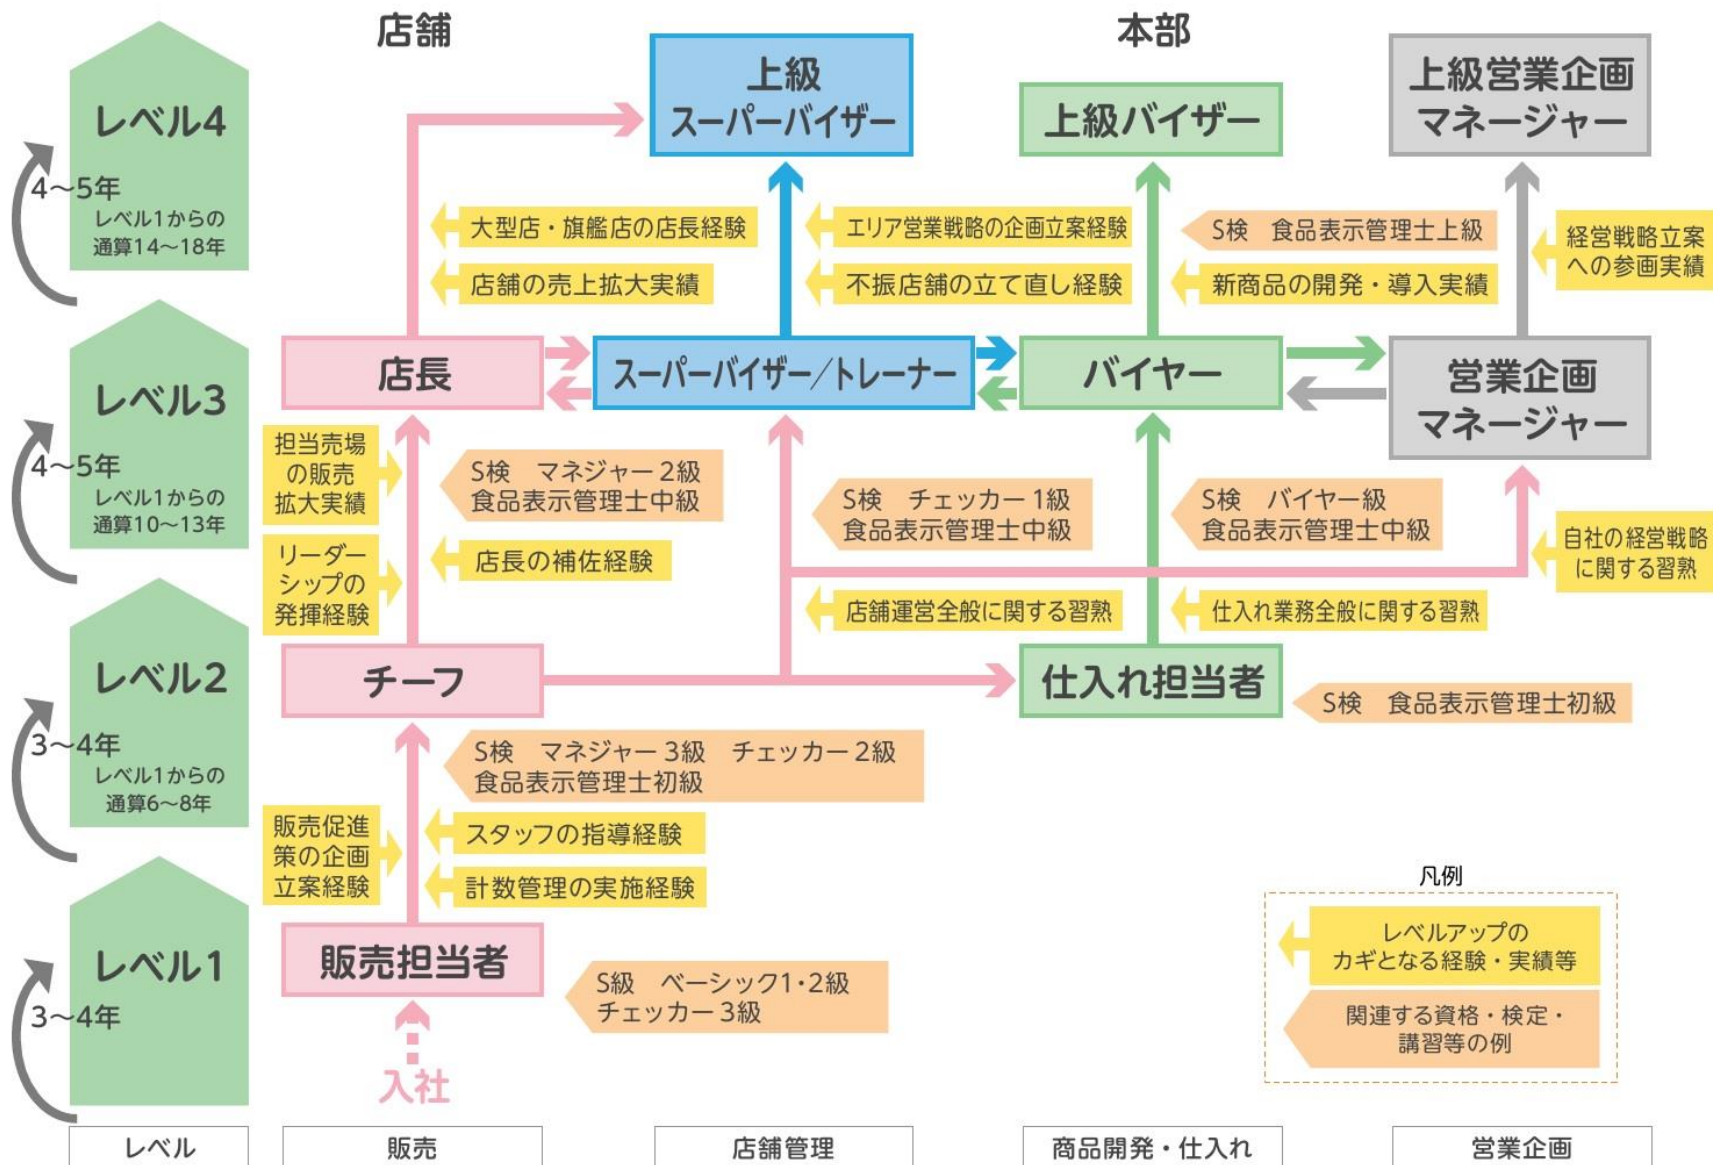 店舗
本部
レベル4
4～5年
レベル1からの
通算14～18年
上級
スーパーバイザー
上級バイザー
上級営業企画
マネージャー
大型店・旗艦店の店長経験
店舗の売上拡大実績
エリア営業戦略の企画立案経験
不振店舗の立て直し経験
S検　食品表示管理士上級
新商品の開発・導入実績
経営戦略立案
への参画実績
レベル3
4～5年
レベル1からの
通算10～13年
店長
スーパーバイザー／トレーナー
バイヤー
営業企画
マネージャー
担当売場
の販売
拡大実績
リーダー
シップの
発揮経験
S検　マネジャー2級
食品表示管理士中級
店長の補佐経験
S検　チェッカー1級
食品表示管理士中級
店舗運営全般に関する習熟
S検　バイヤー級
食品表示管理士中級
仕入れ業務全般に関する習熟
自社の経営戦略
に関する習熟
レベル2
3～4年
レベル1からの
通算6～8年
チーフ
仕入れ担当者
S検　食品表示管理士初級
S検　マネジャー3級　チェッカー2級
食品表示管理士初級
販売促進
策の企画
立案経験
スタッフの指導経験
計数管理の実施経験
レベル1
3～4年
販売担当者
S級　ベーシック1・2級
チェッカー3級
入社
凡例
レベルアップの
カギとなる経験・実績等
関連する資格・検定・
講習等の例
レベル
販売
店舗管理
商品開発・仕入れ
営業企画